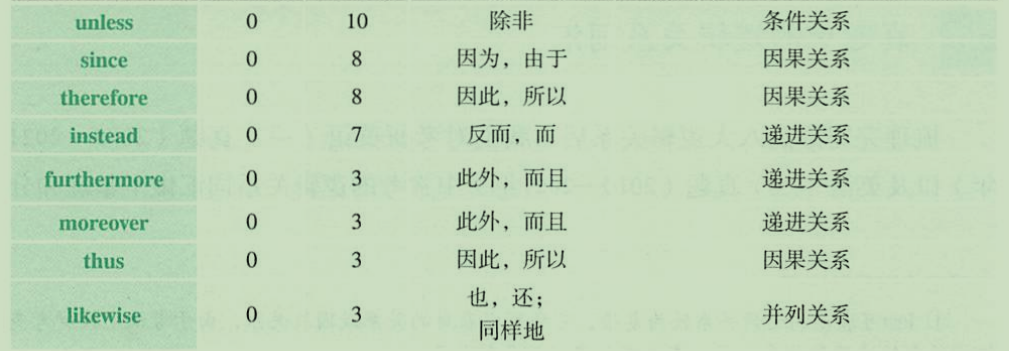 unless 0 10 除非 条件关系
since 0 8 因为，由于 因果关系
therefore 0 8 因此，所以 因果关系
instead 0 7 反而，而 递进关系
furthermore 0 3 此外，而且 递进关系
moreover 0 3 此外，而且 递进关系
thus 0 3 因此，所以 因果关系
likewise 0 3 也，还； 并列关系
同样地